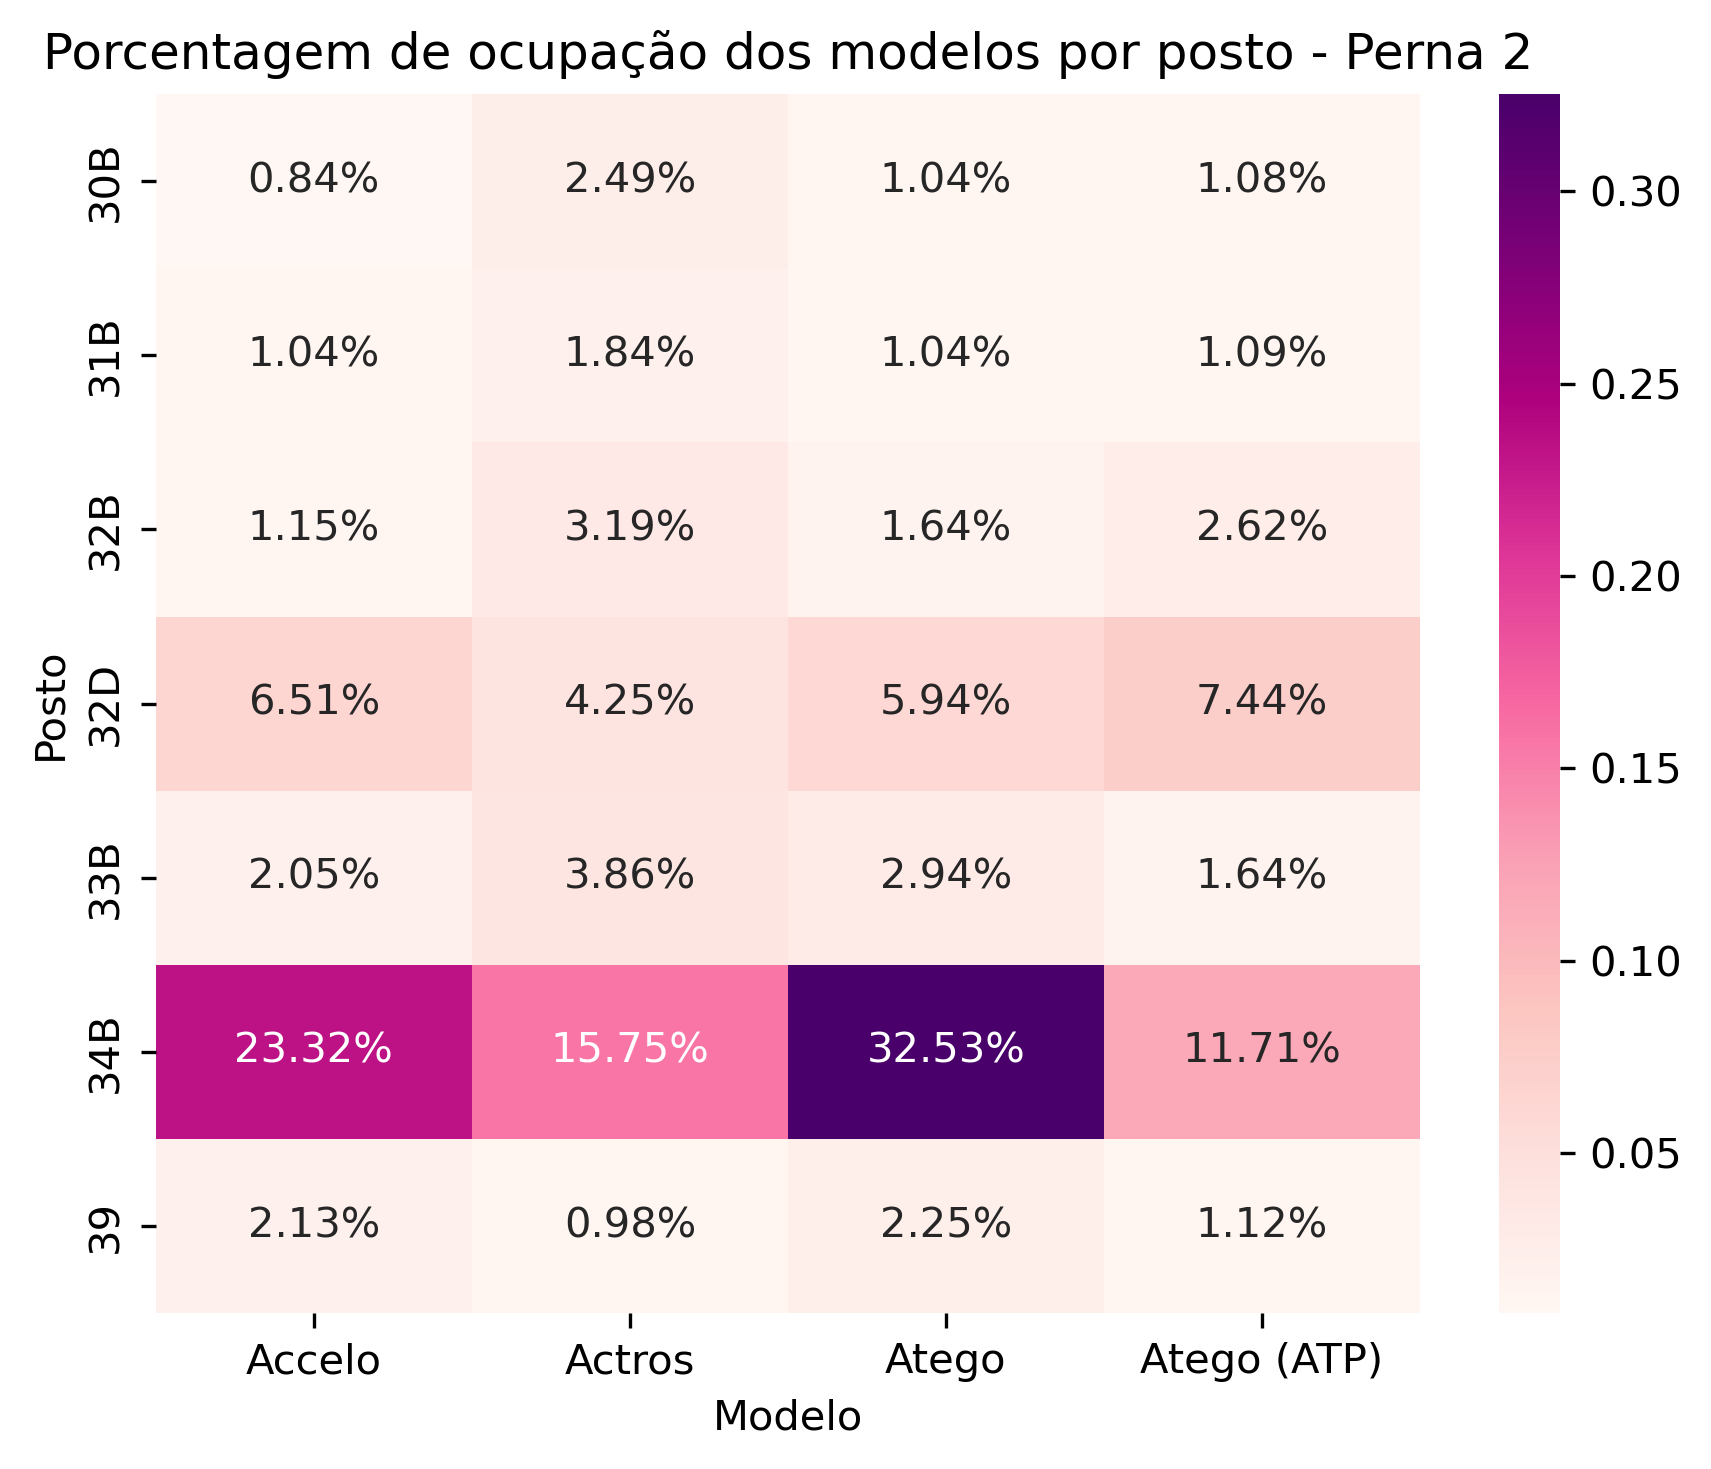 Porcentagem de ocupação dos modelos por posto - Perna 2
Posto
30B 0.84% 2.49% 1.04% 1.08%
31B 1.04% 1.84% 1.04% 1.09%
32B 1.15% 3.19% 1.64% 2.62%
32D 6.51% 4.25% 5.94% 7.44%
33B 2.05% 3.86% 2.94% 1.64%
34B 23.32% 15.75% 32.53% 11.71%
39 2.13% 0.98% 2.25% 1.12%
Accelo Actros Atego Atego (ATP)
Modelo
0.30
0.25
0.20
0.15
0.10
0.05